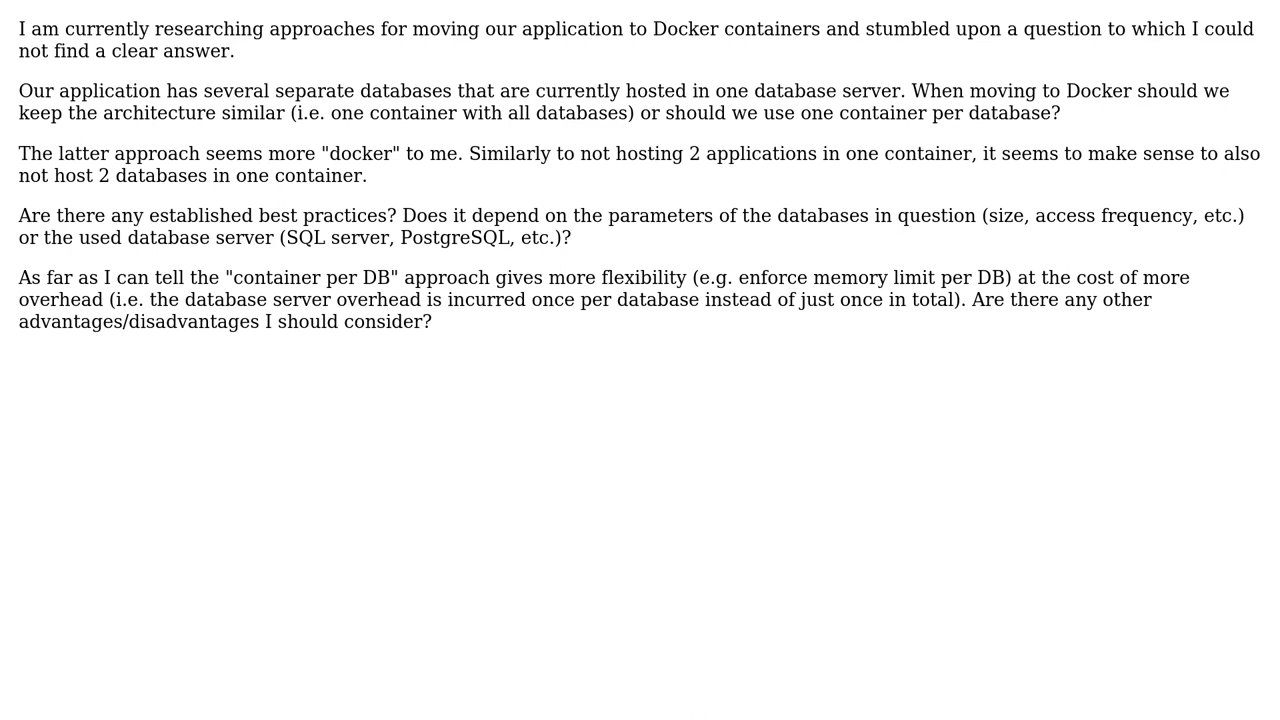 I am currently researching approaches for moving our application to Docker containers and stumbled upon a question to which I could
not find a clear answer.
Our application has several separate databases that are currently hosted in one database server. When moving to Docker should we
keep the architecture similar (i.e. one container with all databases) or should we use one container per database?
The latter approach seems more "docker" to me. Similarly to not hosting 2 applications in one container, it seems to make sense to also
not host 2 databases in one container.
Are there any established best practices? Does it depend on the parameters of the databases in question (size, access frequency, etc.)
or the used database server (SQL server, PostgreSQL, etc.)?
As far as I can tell the "container per DB" approach gives more flexibility (e.g. enforce memory limit per DB) at the cost of more
overhead (i.e. the database server overhead is incurred once per database instead of just once in total). Are there any other
advantages/disadvantages I should consider?